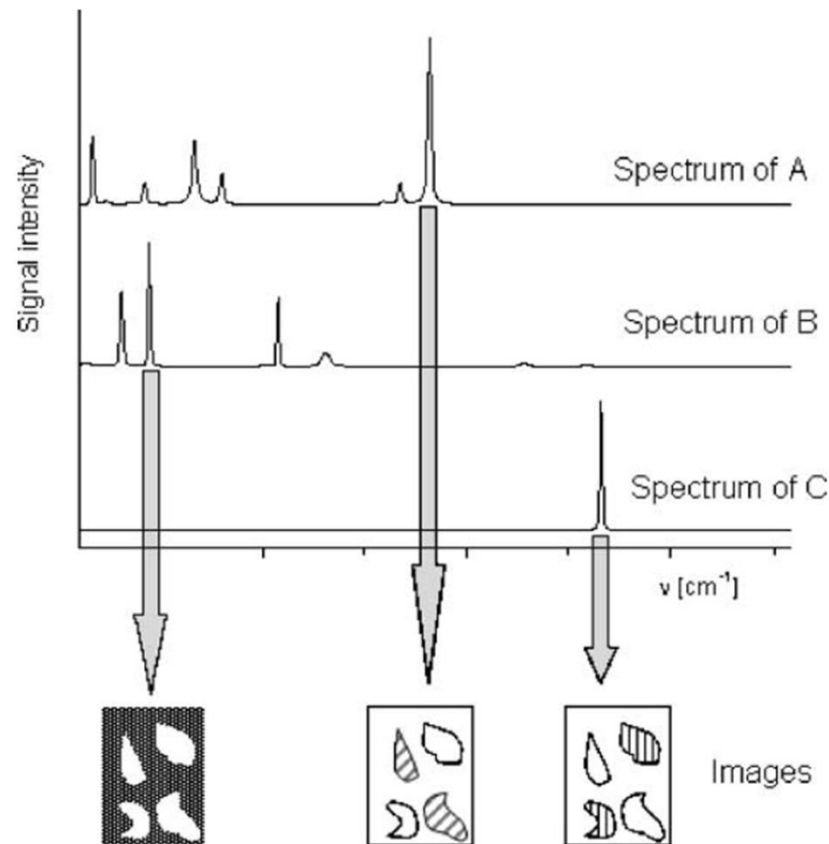 Signal intensity
Spectrum of A
Spectrum of B
Spectrum of C
ν [cm⁻¹]
Images